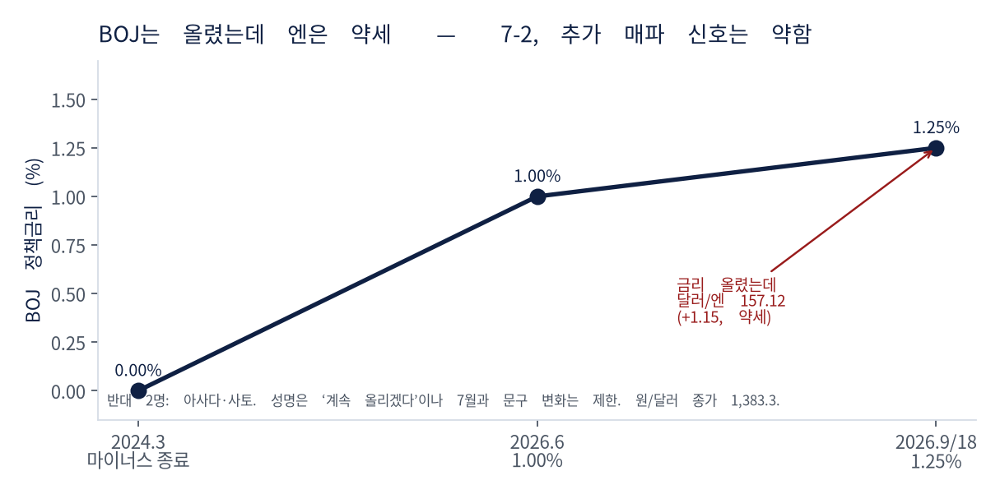 BOJ는 올렸는데 엔은 약세 — 7-2, 추가 매파 신호는 약함
BOJ 정책금리 (%)
1.50
1.25
1.00
0.75
0.50
0.25
0.00
0.00%
1.00%
1.25%
금리 올렸는데
달러/엔 157.12
(+1.15, 약세)
반대 2명: 아사다·사토. 성명은 ‘계속 올리겠다’이나 7월과 문구 변화는 제한. 원/달러 종가 1,383.3.
2024.3
마이너스 종료
2026.6
1.00%
2026.9/18
1.25%